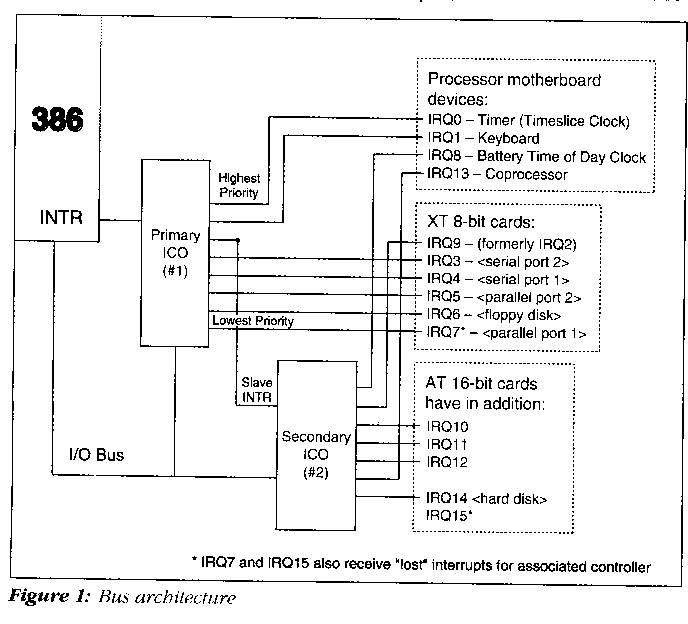 386
INTR
Primary
ICO
(#1)
Highest
Priority
Lowest Priority
Slave
INTR
Secondary
ICO
(#2)
I/O Bus
Processor motherboard
devices:
IRQ0 – Timer (Timeslice Clock)
IRQ1 – Keyboard
IRQ8 – Battery Time of Day Clock
IRQ13 – Coprocessor
XT 8-bit cards:
IRQ9 – (formerly IRQ2)
IRQ3 – <serial port 2>
IRQ4 – <serial port 1>
IRQ5 – <parallel port 2>
IRQ6 – <floppy disk>
IRQ7* – <parallel port 1>
AT 16-bit cards
have in addition:
IRQ10
IRQ11
IRQ12
IRQ14 <hard disk>
IRQ15*
* IRQ7 and IRQ15 also receive "lost" interrupts for associated controller
Figure 1: Bus architecture